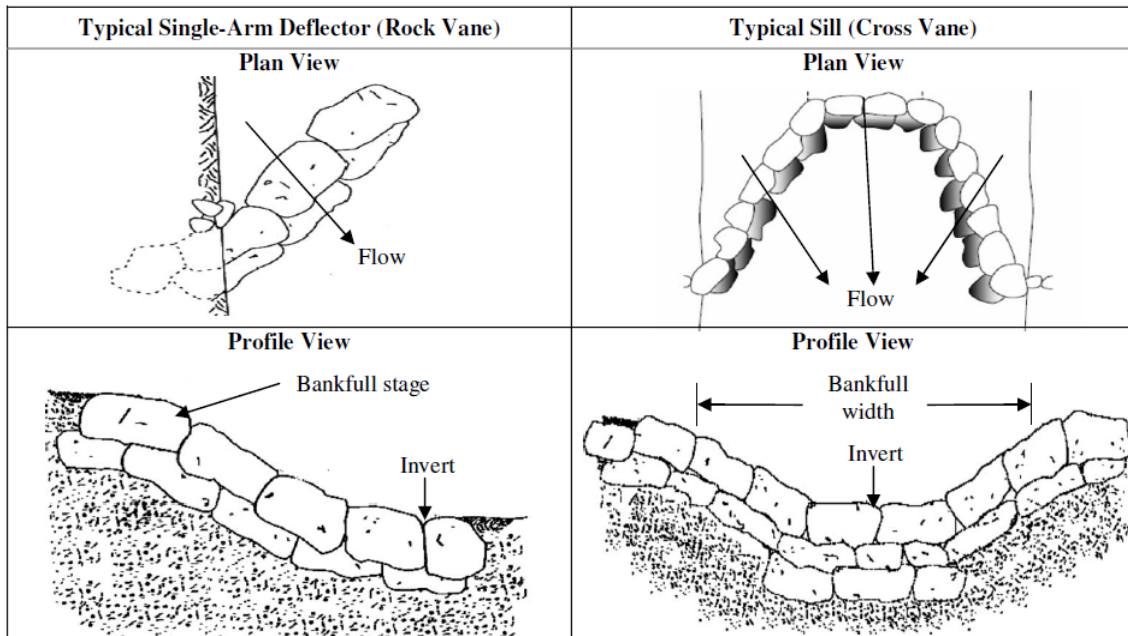 Typical Single-Arm Deflector (Rock Vane)
Plan View
Flow
Profile View
Bankfull stage
Invert
Typical Sill (Cross Vane)
Plan View
Flow
Profile View
Bankfull
width
Invert